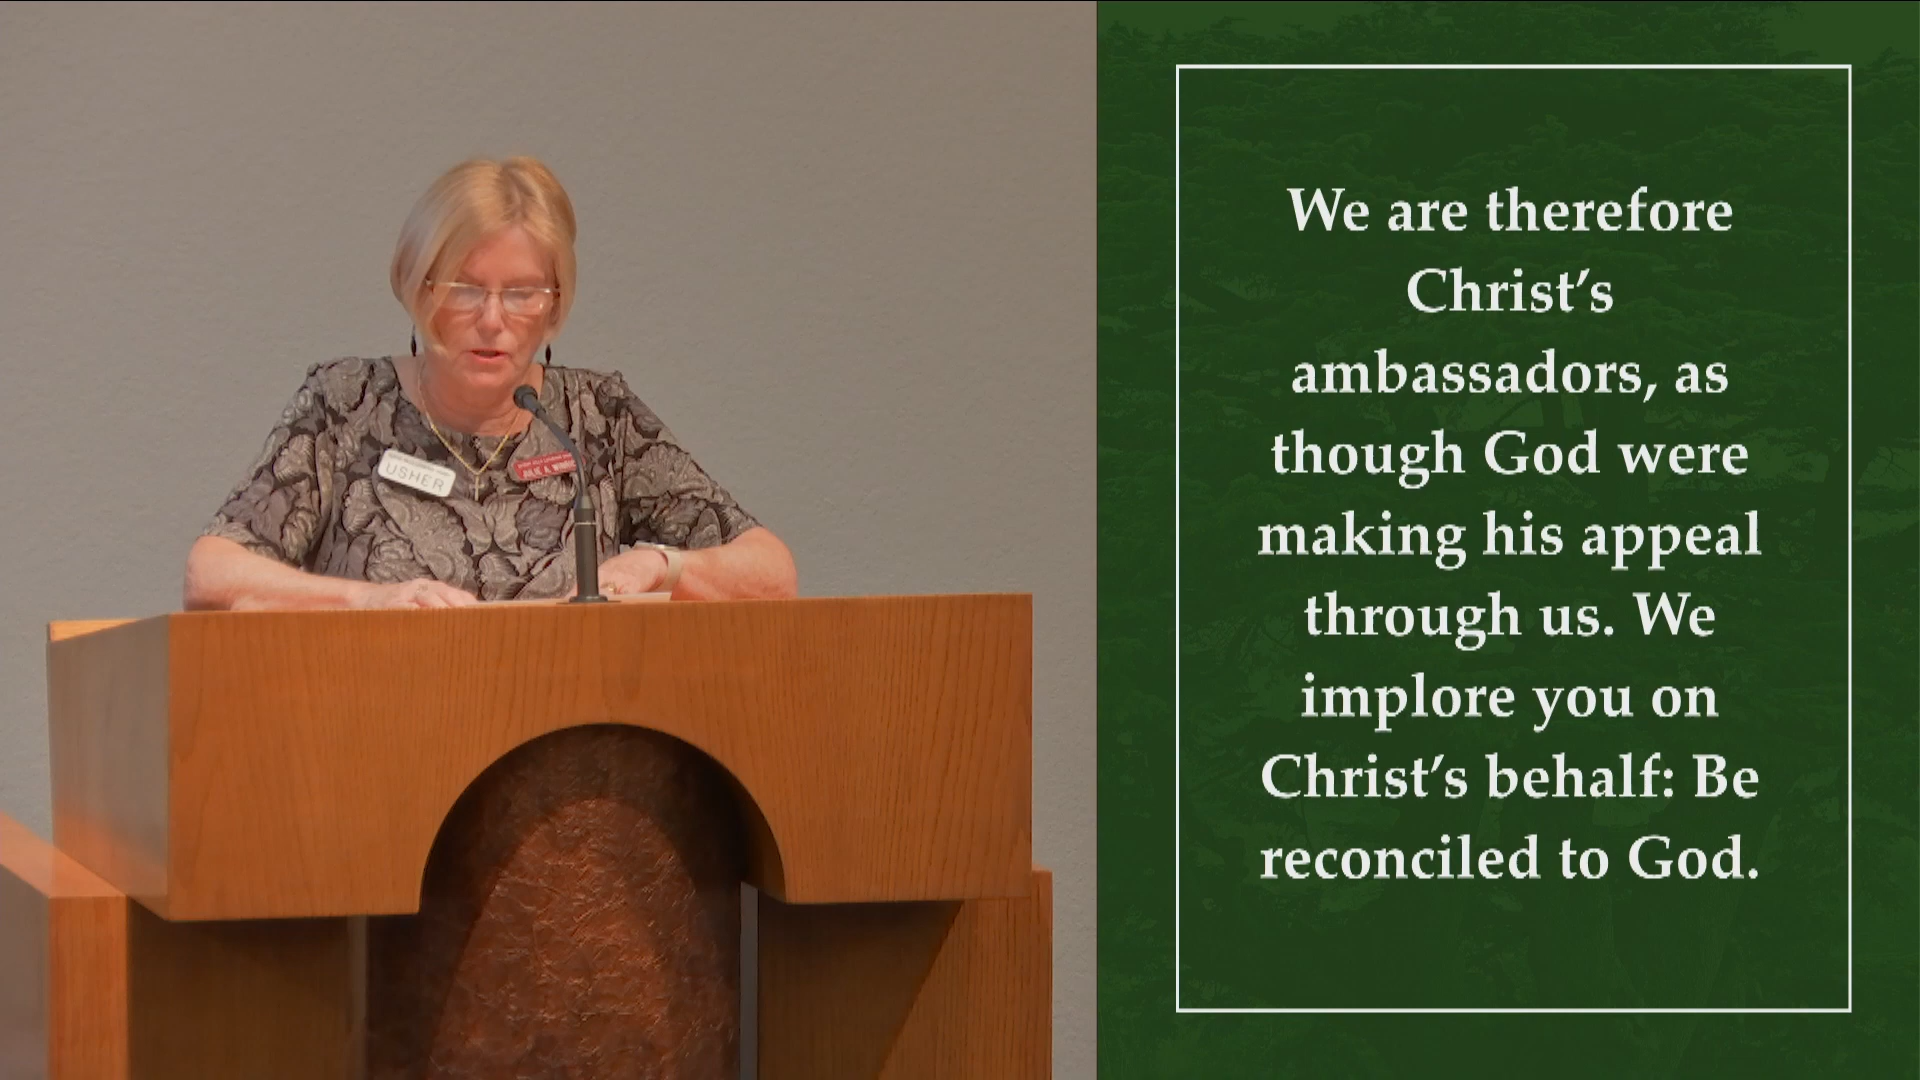 USHER
JULIE A.
We are therefore
Christ's
ambassadors, as
though God were
making his appeal
through us. We
implore you on
Christ's behalf: Be
reconciled to God.